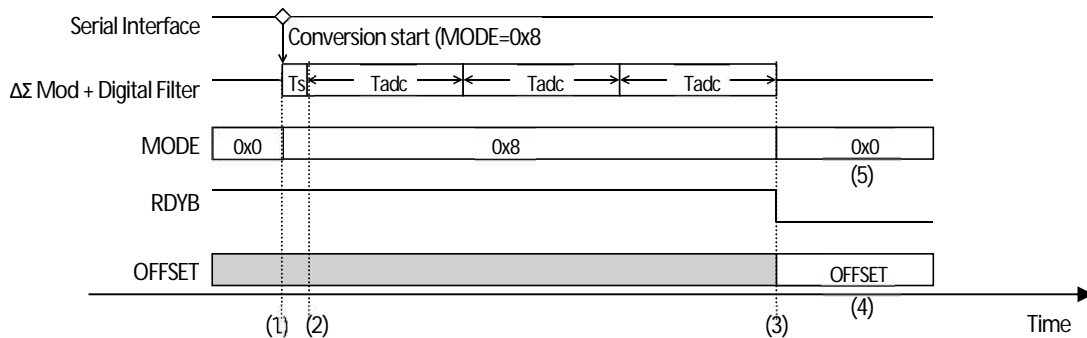 Serial Interface
Conversion start (MODE=0x8
ΔΣ Mod + Digital Filter Ts Tadc Tadc Tadc
MODE 0x0 0x8 0x0
(5)
RDYB
OFFSET OFFSET
(4)
(1) (2) (3) Time